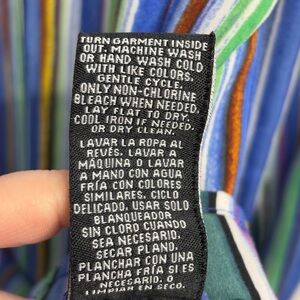 TURN GARMENT INSIDE
OUT. MACHINE WASH
OR HAND WASH COLD
WITH LIKE COLORS,
GENTLE CYCLE.
ONLY NON-CHLORINE
BLEACH WHEN NEEDED.
LAY FLAT TO DRY.
COOL IRON IF NEEDED
OR DRY CLEAN.
LAVAR LA ROPA AL
REVÉS. LAVAR A
MÁQUINA O LAVAR
A MANO CON AGUA
FRÍA CON COLORES
SIMILARES, CICLO
DELICADO. USAR SOLO
BLANQUEADOR
SIN CLORO CUANDO
SEA NECESARIO.
SECAR PLANO.
PLANCHAR CON UNA
PLANCHA FRÍA SI ES
NECESARIO. O
LIMPIAR EN SECO.